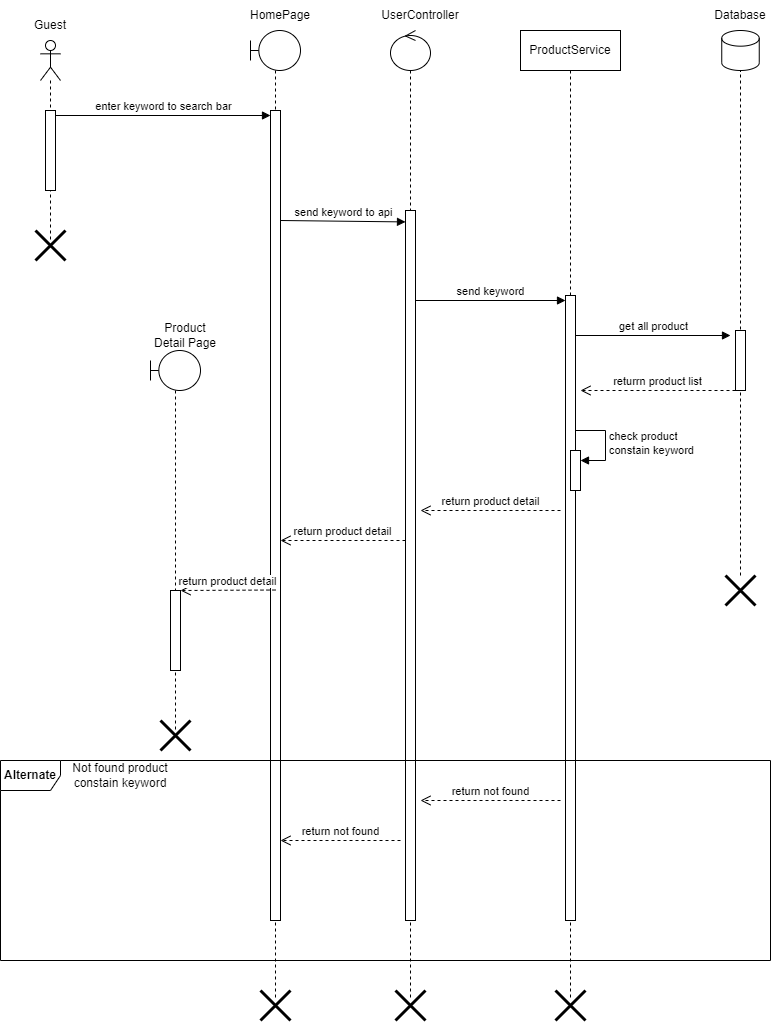 HomePage
UserController
Database
Guest
ProductService
enter keyword to search bar
send keyword to api
send keyword
get all product
Product
Detail Page
returrn product list
check product
constain keyword
return product detail
return product detail
return product detail
Alternate
Not found product
constain keyword
return not found
return not found